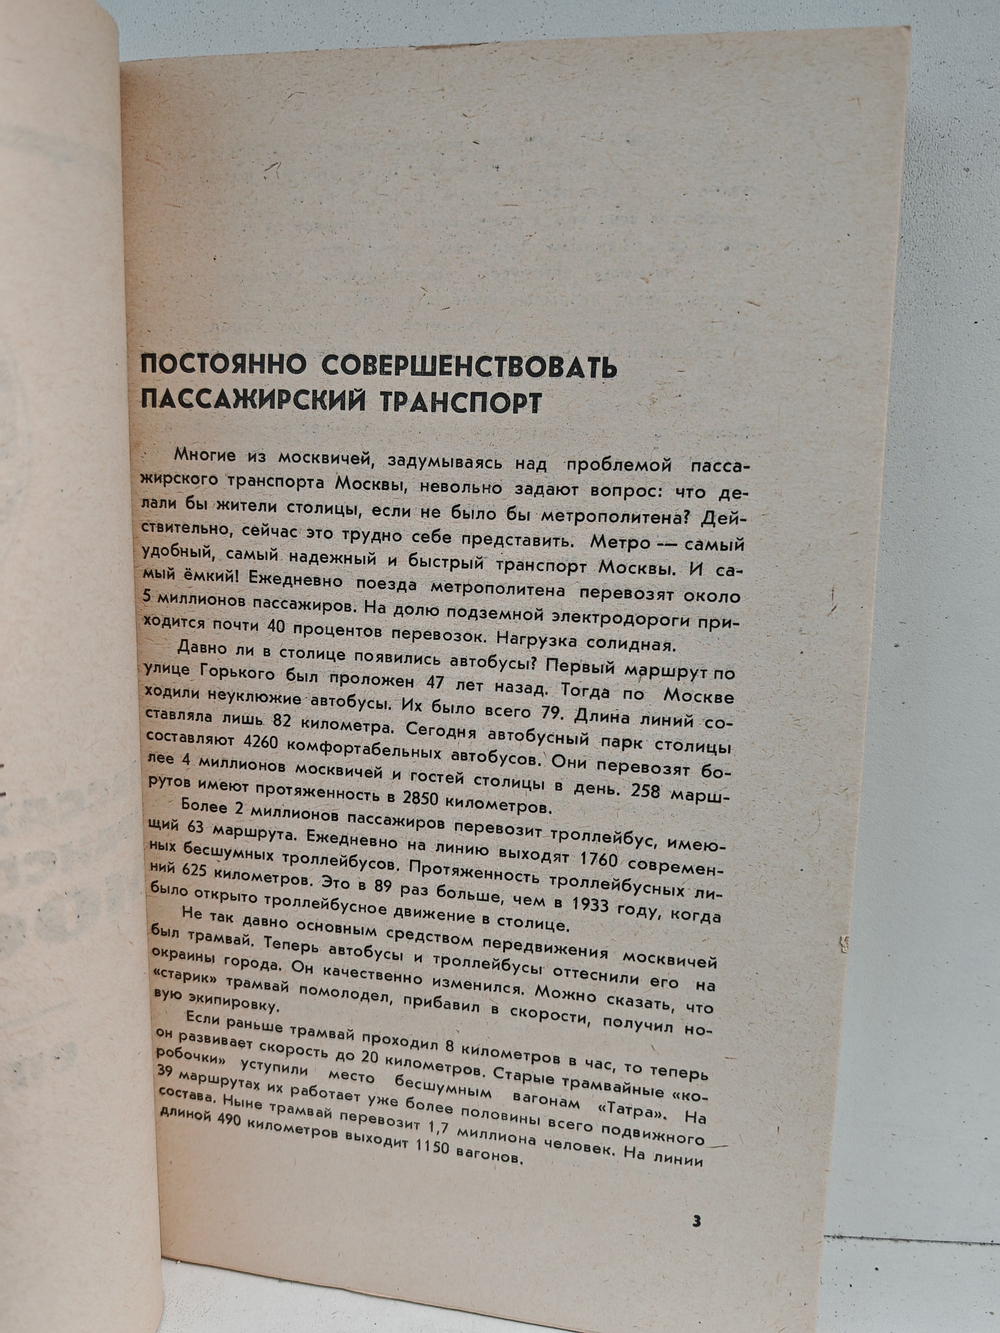 ПОСТОЯННО СОВЕРШЕНСТВОВАТЬ
ПАССАЖИРСКИЙ ТРАНСПОРТ
Многие из москвичей, задумываясь над проблемой пасса-
жирского транспорта Москвы, невольно задают вопрос: что де-
лали бы жители столицы, если не было бы метрополитена? Дей-
ствительно, сейчас это трудно себе представить. Метро — самый
удобный, самый надежный и быстрый транспорт Москвы. И са-
мый ёмкий! Ежедневно поезда метрополитена перевозят около
5 миллионов пассажиров. На долю подземной электродороги при-
ходится почти 40 процентов перевозок. Нагрузка солидная.
Давно ли в столице появились автобусы? Первый маршрут по
улице Горького был проложен 47 лет назад. Тогда по Москве
ходили неуклюжие автобусы. Их было всего 79. Длина линий со-
ставляла лишь 82 километра. Сегодня автобусный парк столицы
составляют 4260 комфортабельных автобусов. Они перевозят бо-
лее 4 миллионов москвичей и гостей столицы в день. 258 марш-
рутов имеют протяженность в 2850 километров.
Более 2 миллионов пассажиров перевозит троллейбус, имею-
щий 63 маршрута. Ежедневно на линию выходят 1760 современ-
ных бесшумных троллейбусов. Протяженность троллейбусных ли-
ний 625 километров. Это в 89 раз больше, чем в 1933 году, когда
было открыто троллейбусное движение в столице.
Не так давно основным средством передвижения москвичей
был трамвай. Теперь автобусы и троллейбусы оттеснили его на
окраины города. Он качественно изменился. Можно сказать, что
«старик» трамвай помолодел, прибавил в скорости, получил но-
вую экипировку.
Если раньше трамвай проходил 8 километров в час, то теперь
он развивает скорость до 20 километров. Старые трамвайные «ко-
робочки» уступили место бесшумным вагонам «Татра». На
39 маршрутах их работает уже более половины всего подвижного
состава. Ныне трамвай перевозит 1,7 миллиона человек. На линии
длиной 490 километров выходит 1150 вагонов.
3